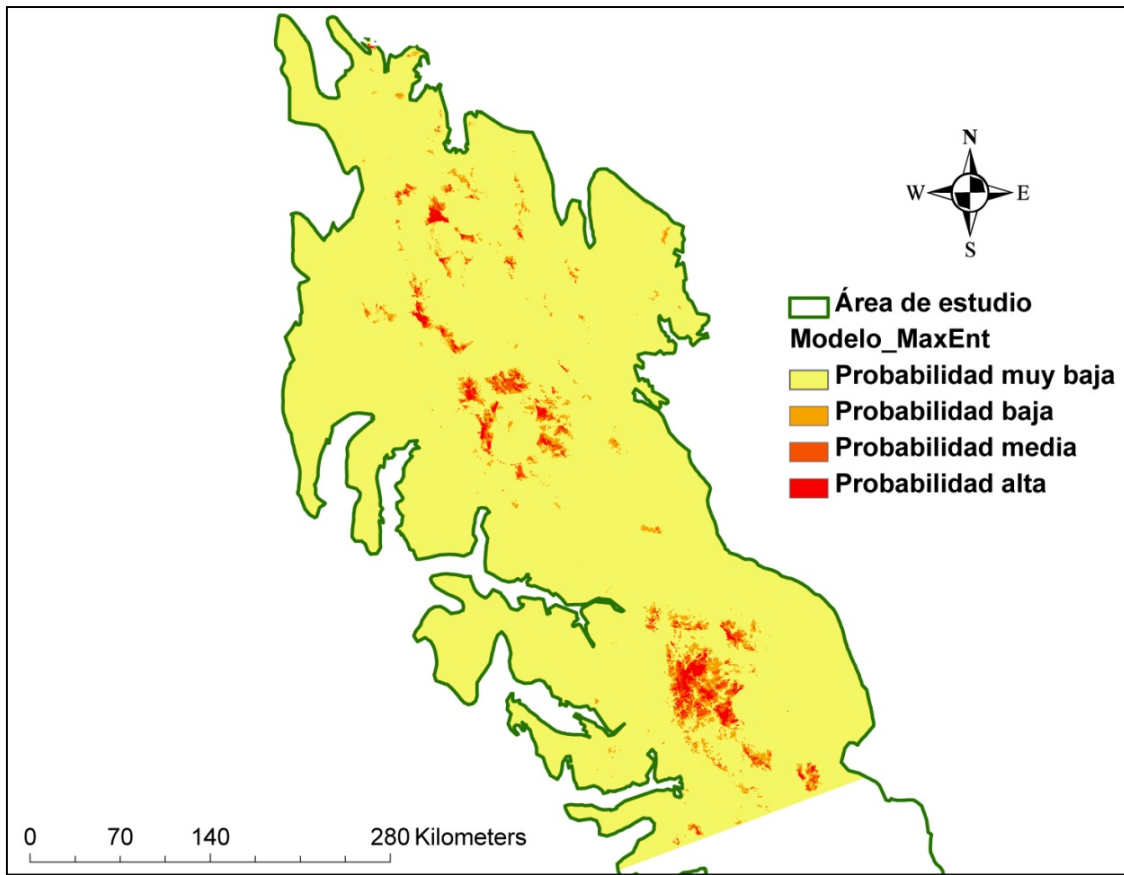 N
W E
S
Área de estudio
Modelo_MaxEnt
Probabilidad muy baja
Probabilidad baja
Probabilidad media
Probabilidad alta
0 70 140 280 Kilometers